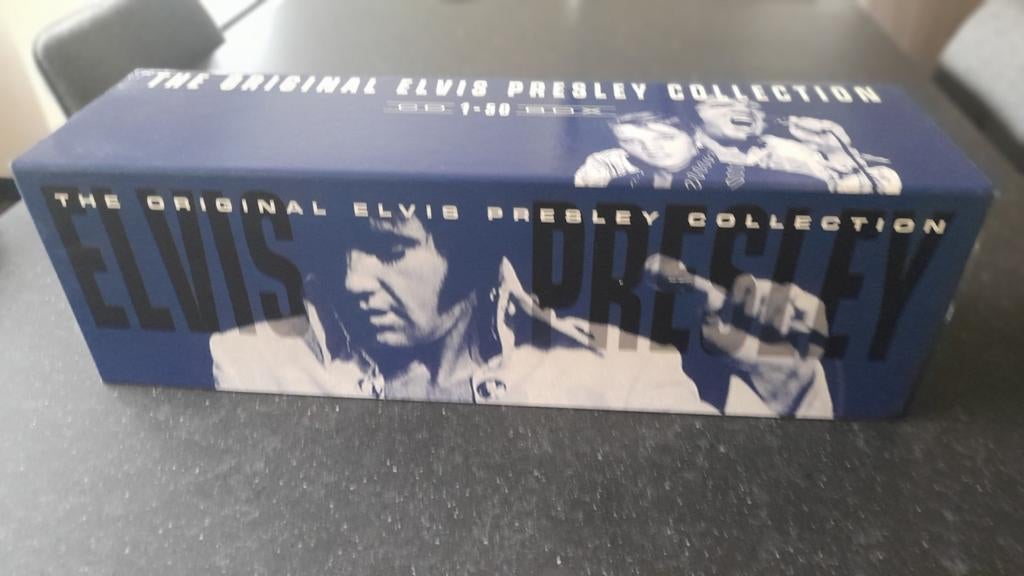 THE ORIGINAL ELVIS PRESLEY COLLECTION
CD 1-50 BOX
THE ORIGINAL ELVIS PRESLEY COLLECTION
ELVIS PRESLEY